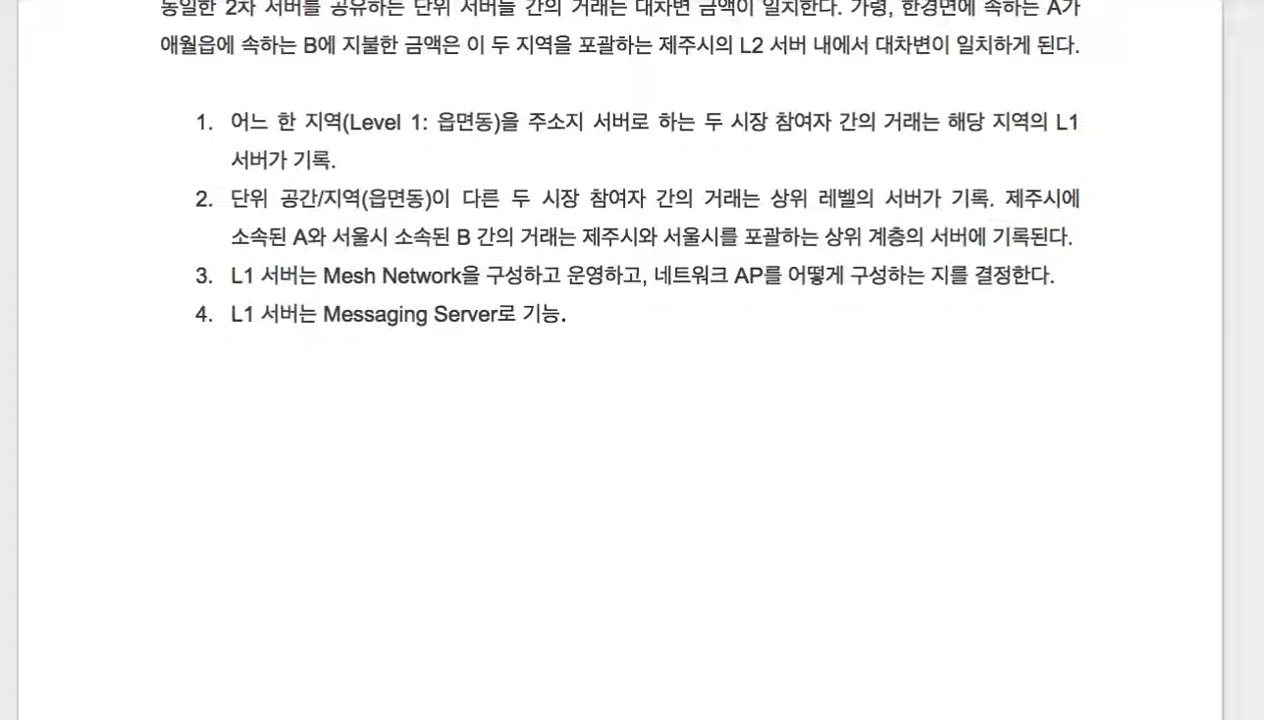 동일한 2차 서버를 공유하는 단위 서버들 간의 거래는 대차변 금액이 일치한다. 가령, 한경면에 속하는 A가
애월읍에 속하는 B에 지불한 금액은 이 두 지역을 포괄하는 제주시의 L2 서버 내에서 대차변이 일치하게 된다.
1. 어느 한 지역(Level 1: 읍면동)을 주소지 서버로 하는 두 시장 참여자 간의 거래는 해당 지역의 L1
서버가 기록.
2. 단위 공간/지역(읍면동)이 다른 두 시장 참여자 간의 거래는 상위 레벨의 서버가 기록. 제주시에
소속된 A와 서울시 소속된 B 간의 거래는 제주시와 서울시를 포괄하는 상위 계층의 서버에 기록된다.
3. L1 서버는 Mesh Network을 구성하고 운영하고, 네트워크 AP를 어떻게 구성하는 지를 결정한다.
4. L1 서버는 Messaging Server로 기능.